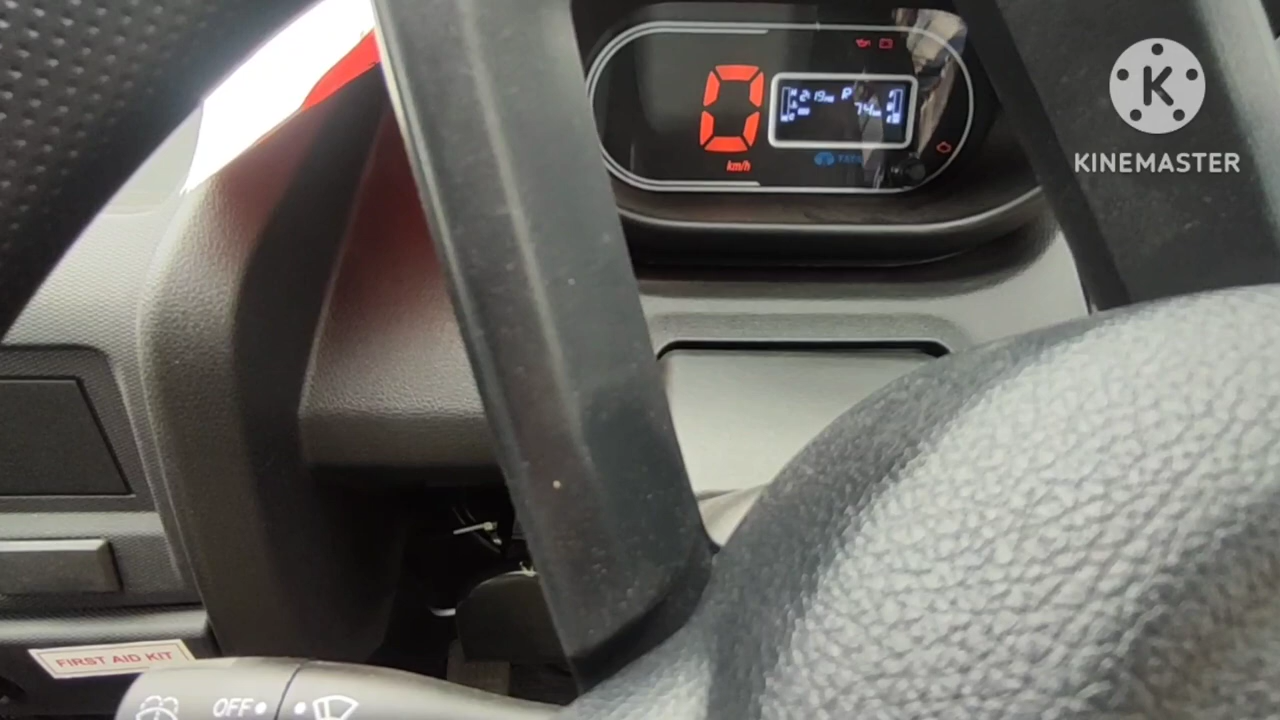 0
km/h
TATA
KINEMASTER
FIRST AID KIT
OFF